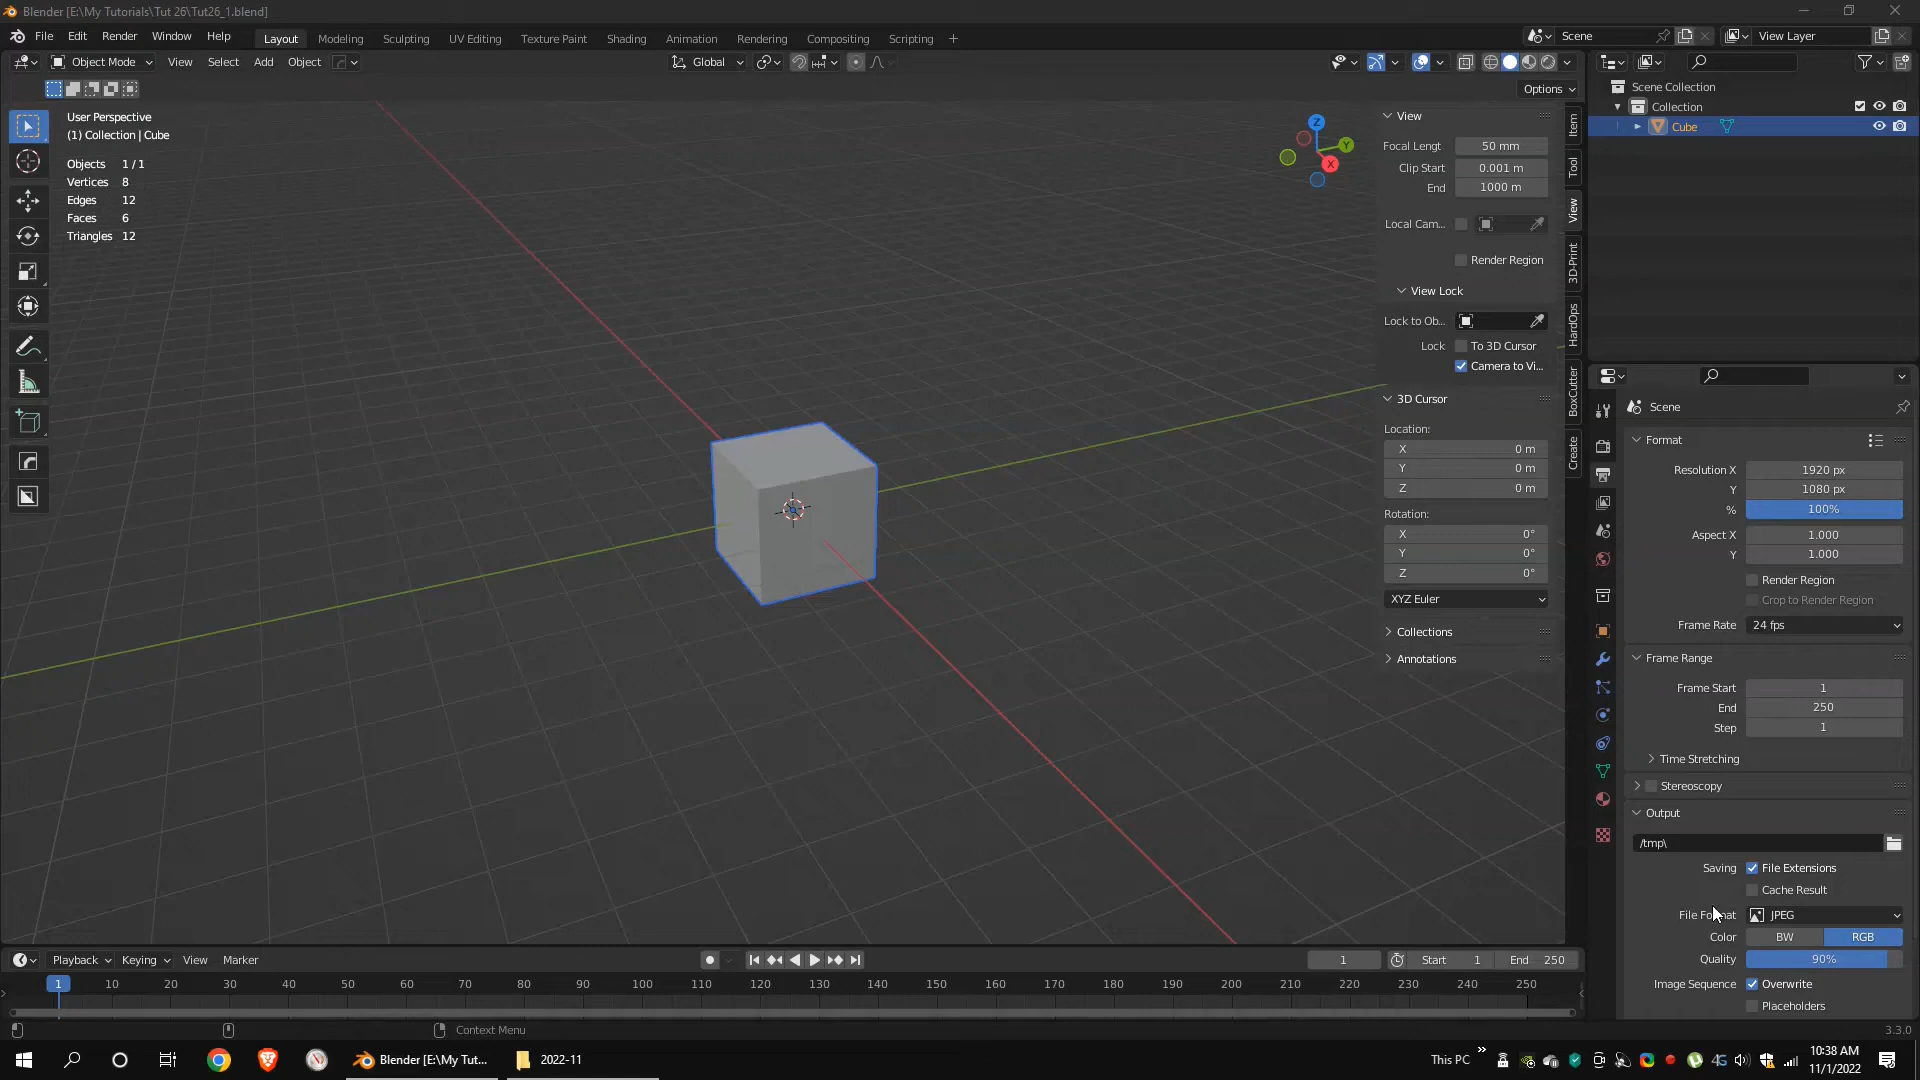 Blender [E:\My Tutorials\Tut 26\Tut26_1.blend]
File Edit Render Window Help Layout Modeling Sculpting UV Editing Texture Paint Shading Animation Rendering Compositing Scripting + Scene View Layer
Object Mode View Select Add Object Global
Options
User Perspective
(1) Collection | Cube
Objects 1/1
Vertices 8
Edges 12
Faces 6
Triangles 12
Z
Y
X
View
Focal Lengt 50 mm
Clip Start 0.001 m
End 1000 m
Local Cam...
Render Region
View Lock
Lock to Ob...
Lock To 3D Cursor
Camera to Vi...
3D Cursor
Location:
X 0 m
Y 0 m
Z 0 m
Rotation:
X 0°
Y 0°
Z 0°
XYZ Euler
Collections
Annotations
Item
Tool
View
3D-Print
HardOps
BoxCutter
Create
Scene Collection
Collection
Cube
Scene
Format
Resolution X 1920 px
Y 1080 px
% 100%
Aspect X 1.000
Y 1.000
Render Region
Crop to Render Region
Frame Rate 24 fps
Frame Range
Frame Start 1
End 250
Step 1
Time Stretching
Stereoscopy
Output
/tmp\
Saving File Extensions
Cache Result
File Format JPEG
Color BW RGB
Quality 90%
Image Sequence Overwrite
Placeholders
Playback Keying View Marker 1 Start 1 End 250
1 10 20 30 40 50 60 70 80 90 100 110 120 130 140 150 160 170 180 190 200 210 220 230 240 250
Context Menu 3.3.0
Blender [E:\My Tut... 2022-11 This PC » 4G 10:38 AM
11/1/2022